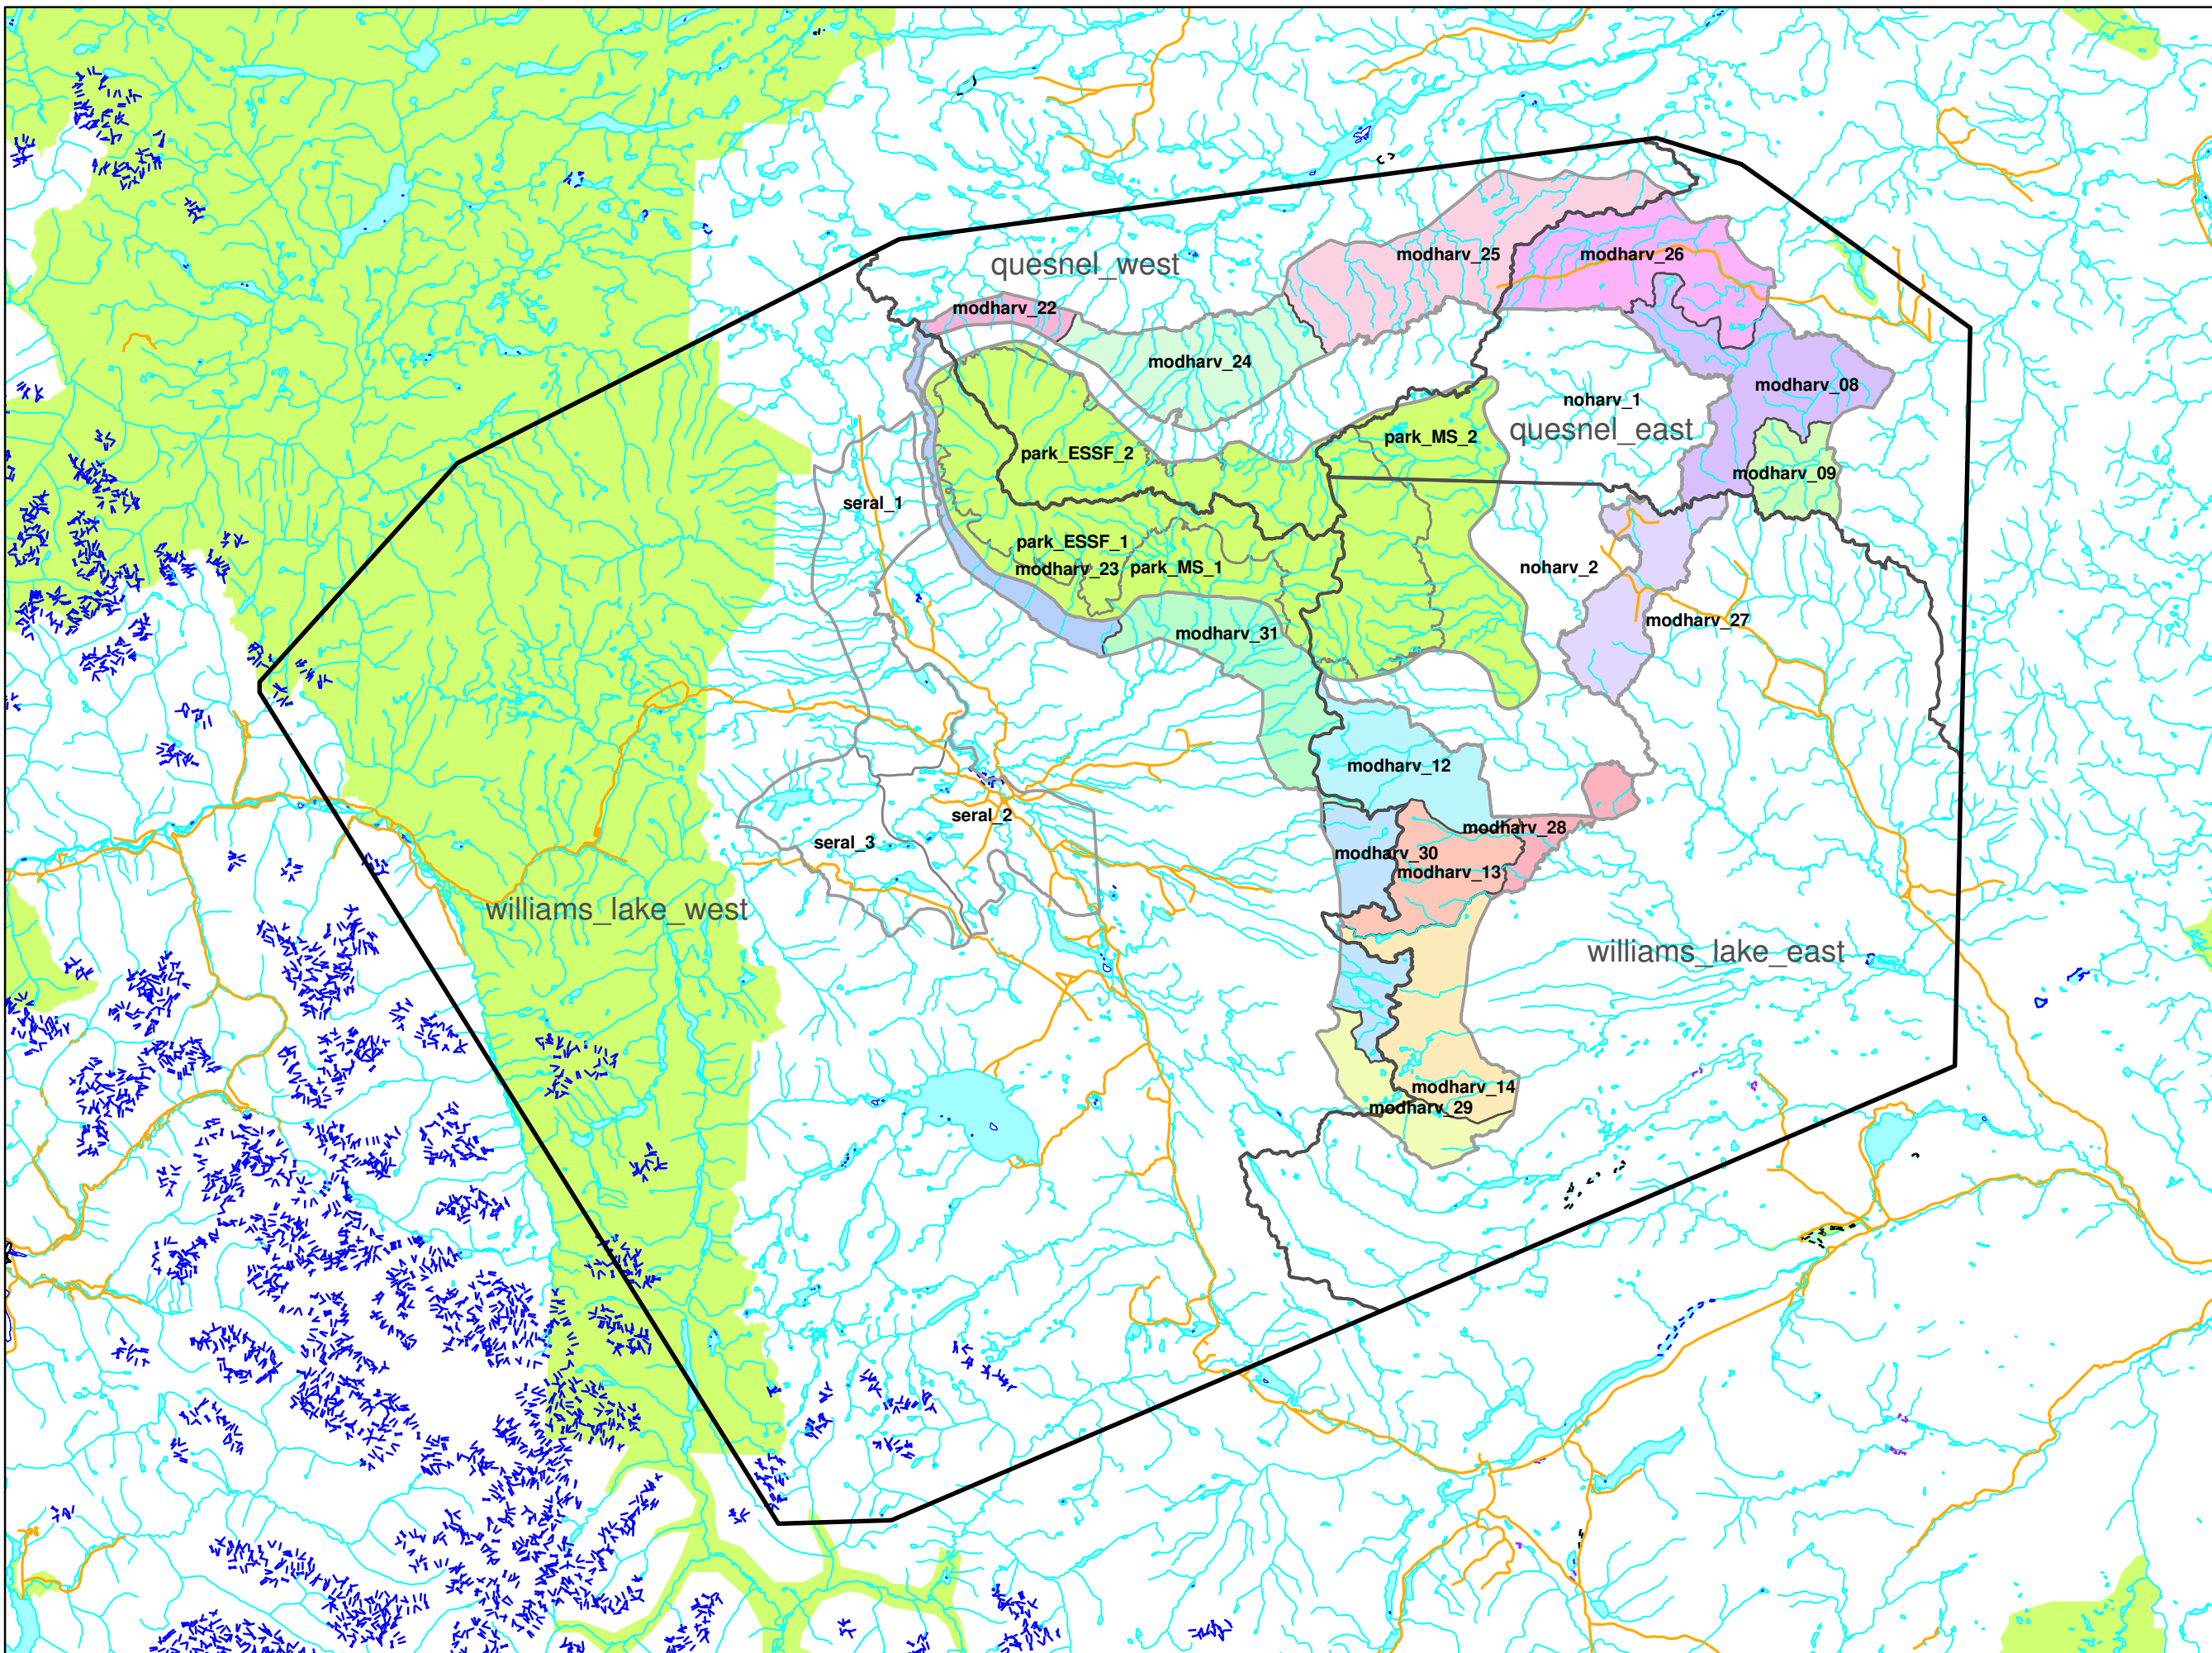 modharv_25
modharv_26
quesnel_west
modharv_22
modharv_24
modharv_08
noharv_1
quesnel_east
park_MS_2
park_ESSF_2
modharv_09
seral_1
park_ESSF_1
modharv_23
park_MS_1
noharv_2
modharv_27
modharv_31
modharv_12
seral_2
modharv_28
seral_3
modharv_30
modharv_13
williams_lake_west
williams_lake_east
modharv_14
modharv_29